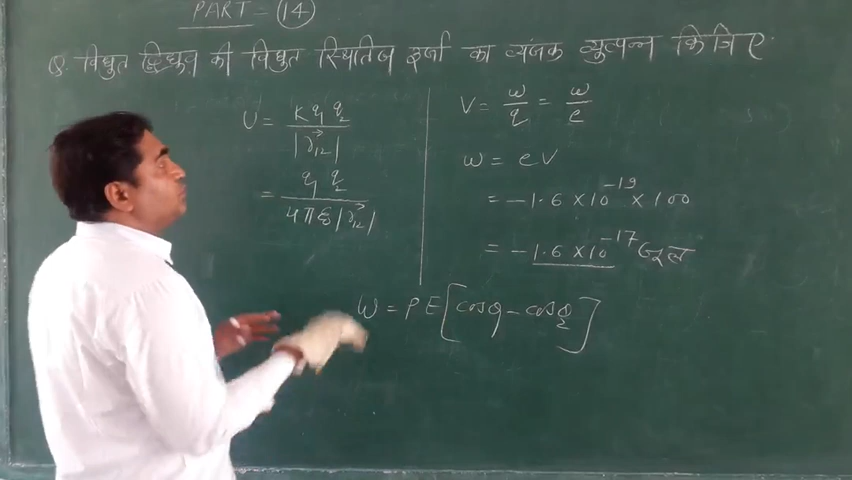 PART - 14
Q. विधुत द्विध्रुव की विधुत स्थितिज ऊर्जा का व्यंजक व्युत्पन्न किजिए.
U = Kq₁q₂ / |r⃗₁₂|
= q₁q₂ / 4πε₀|r⃗₁₂|
V = w/q = w/e
w = eV
= -1.6 × 10⁻¹⁹ × 100
= -1.6 × 10⁻¹⁷ जूल
W = PE[cosθ₁ - cosθ₂]